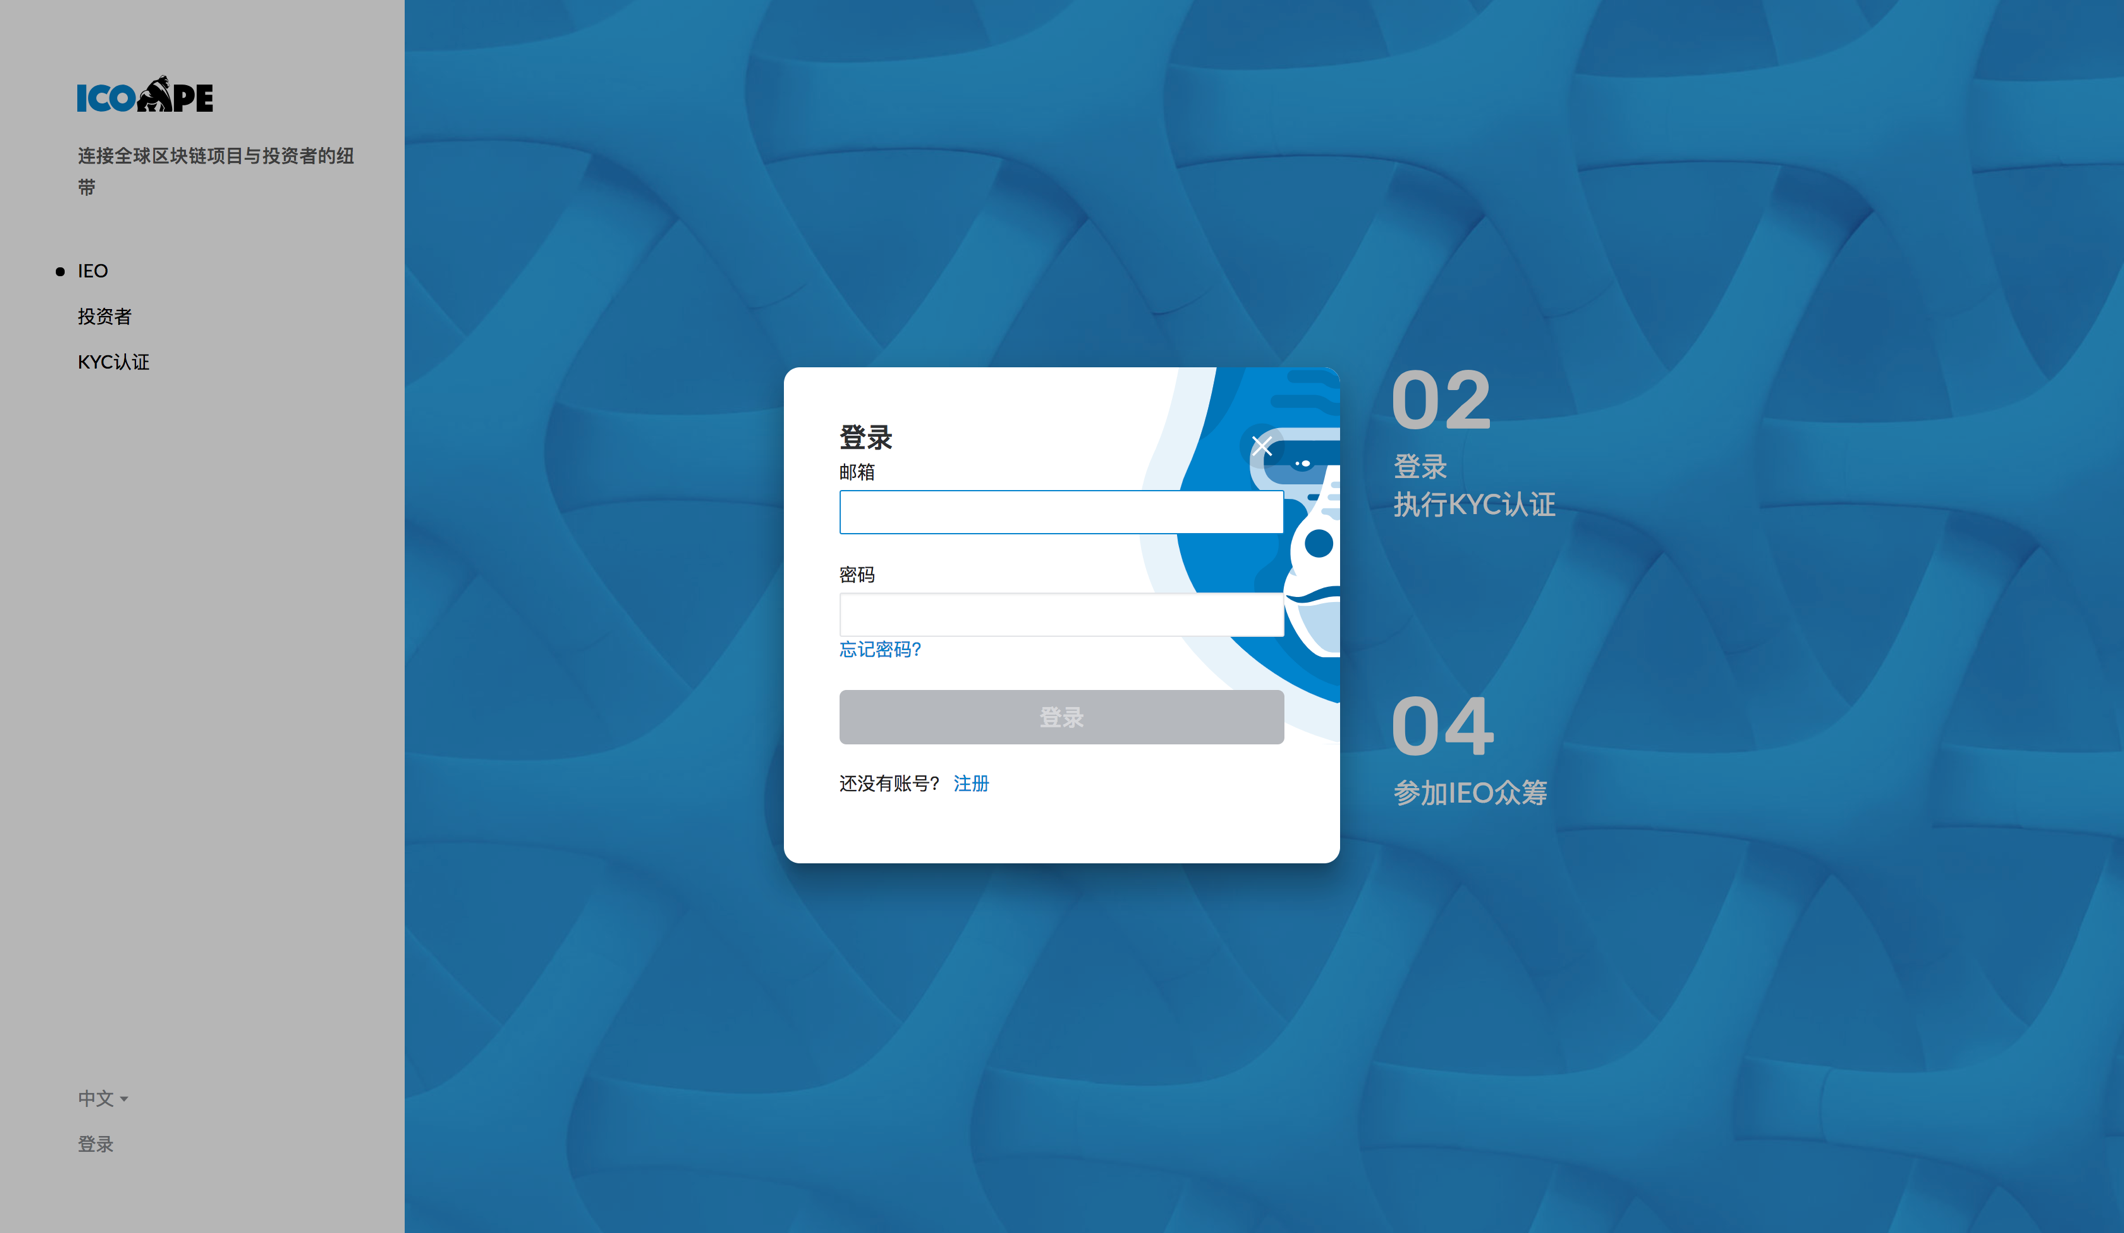 ICOAPE
连接全球区块链项目与投资者的纽
带
IEO
投资者
KYC认证
中文
登录
登录
邮箱
密码
忘记密码?
登录
还没有账号? 注册
02
登录
执行KYC认证
04
参加IEO众筹